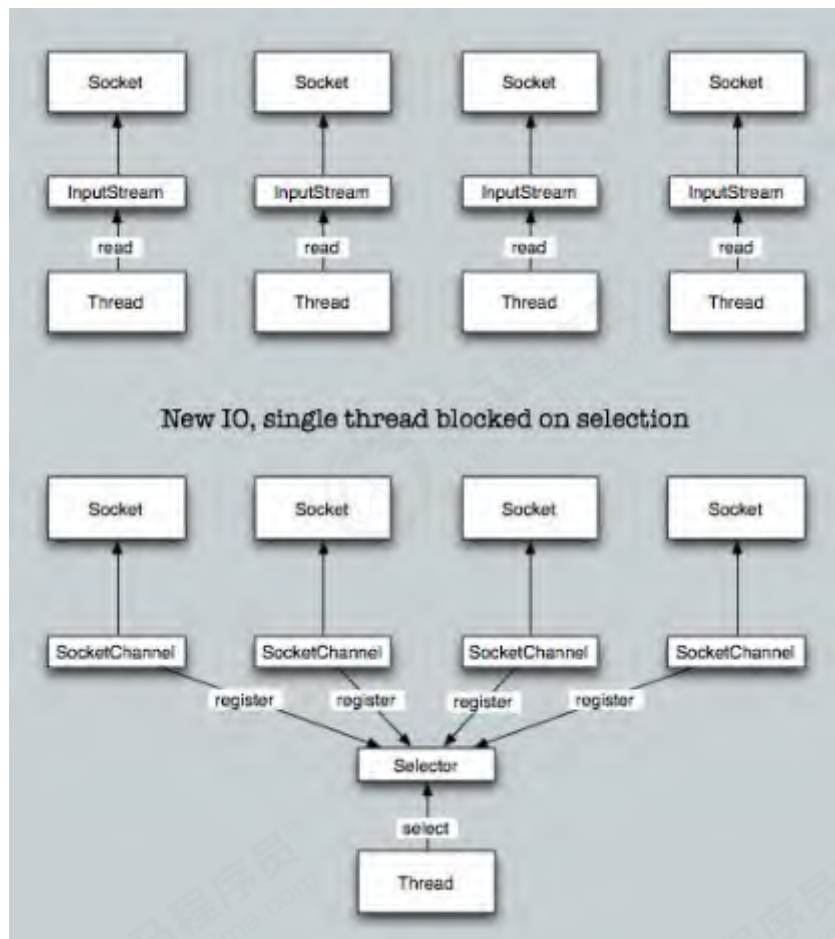 Socket Socket Socket Socket
InputStream InputStream InputStream InputStream
read read read read
Thread Thread Thread Thread
New IO, single thread blocked on selection
Socket Socket Socket Socket
SocketChannel SocketChannel SocketChannel SocketChannel
register register register register
Selector
select
Thread